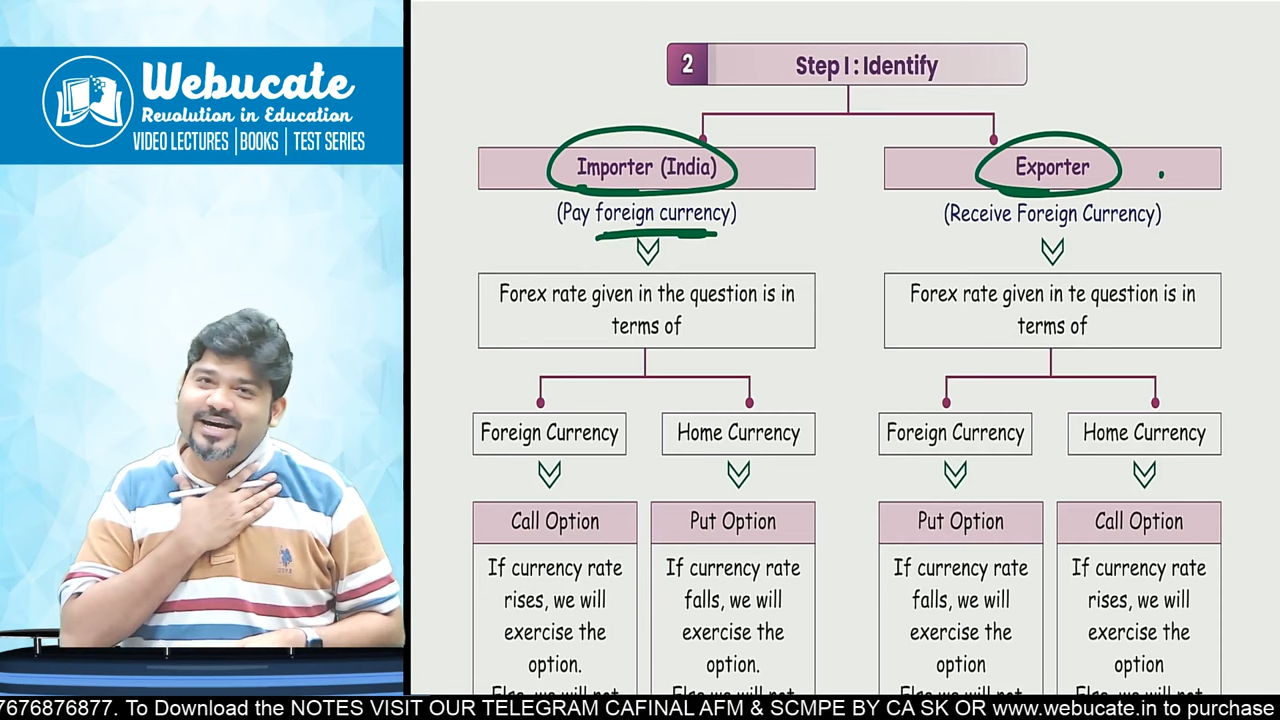 Webucate
Revolution in Education
VIDEO LECTURES | BOOKS | TEST SERIES
2 Step I : Identify
Importer (India)
(Pay foreign currency)
Forex rate given in the question is in
terms of
Foreign Currency
Home Currency
Call Option
If currency rate
rises, we will
exercise the
option.
Put Option
If currency rate
falls, we will
exercise the
option.
Exporter
(Receive Foreign Currency)
Forex rate given in te question is in
terms of
Foreign Currency
Home Currency
Put Option
If currency rate
falls, we will
exercise the
option
Call Option
If currency rate
rises, we will
exercise the
option
7676876877. To Download the NOTES VISIT OUR TELEGRAM CAFINAL AFM & SCMPE BY CA SK OR www.webucate.in to purchase